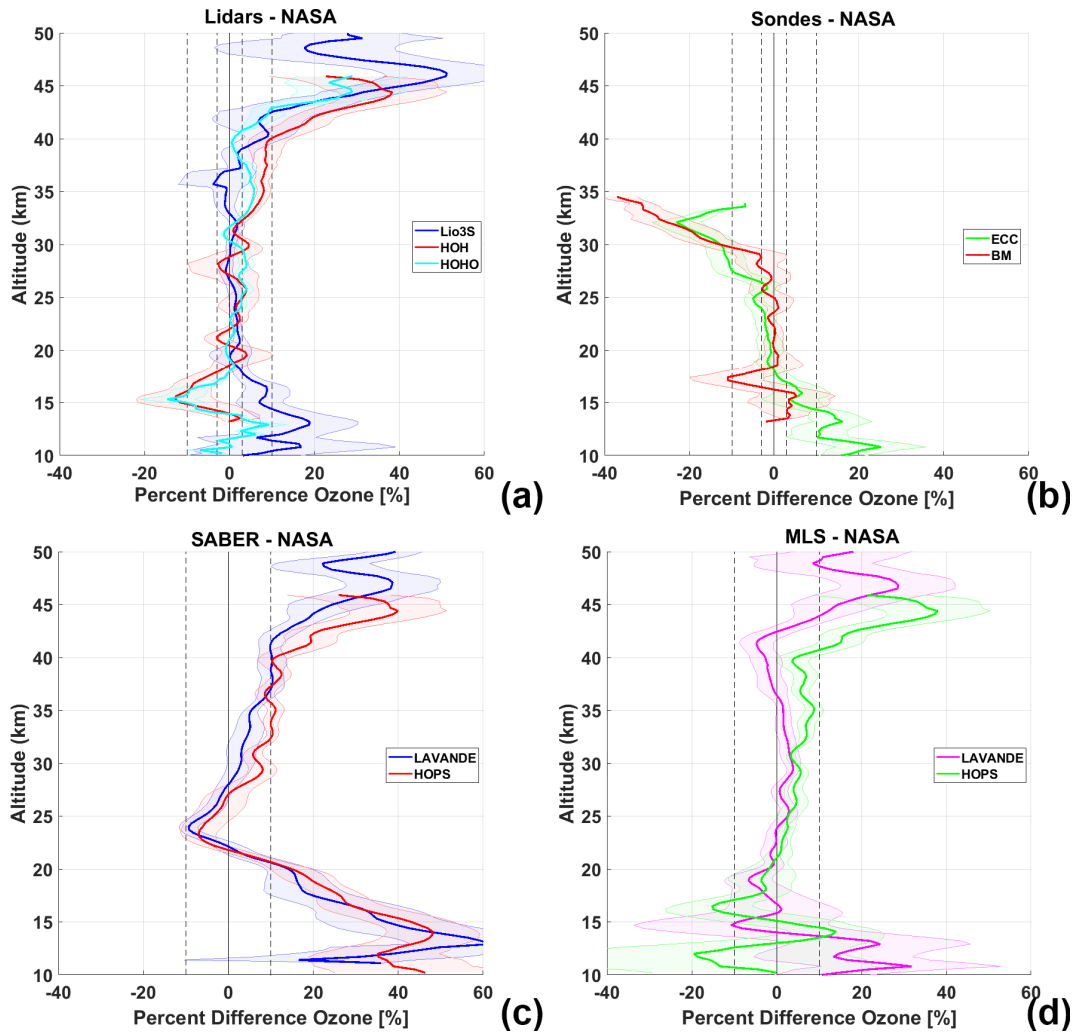 Lidars - NASA
50
45
40
35
30
25
20
15
10
Altitude (km)
Lio3S
HOH
HOHO
-40 -20 0 20 40 60
Percent Difference Ozone [%]
(a)
Sondes - NASA
50
45
40
35
30
25
20
15
10
Altitude (km)
ECC
BM
-40 -20 0 20 40 60
Percent Difference Ozone [%]
(b)
SABER - NASA
50
45
40
35
30
25
20
15
10
Altitude (km)
LAVANDE
HOPS
-40 -20 0 20 40 60
Percent Difference Ozone [%]
(c)
MLS - NASA
50
45
40
35
30
25
20
15
10
Altitude (km)
LAVANDE
HOPS
-40 -20 0 20 40 60
Percent Difference Ozone [%]
(d)